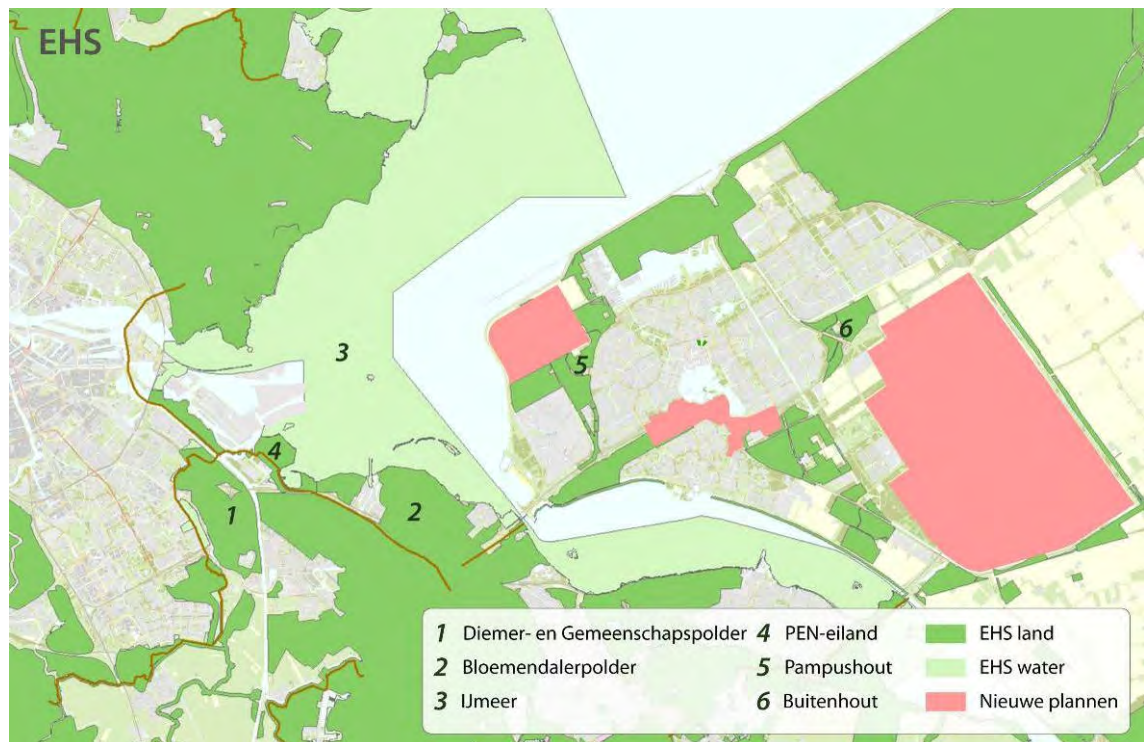 EHS
3
6
5
4
1
2
1 Diemer- en Gemeenschapspolder
2 Bloemendalerpolder
3 IJmeer
4 PEN-eiland
5 Pampushout
6 Buitenhout
EHS land
EHS water
Nieuwe plannen